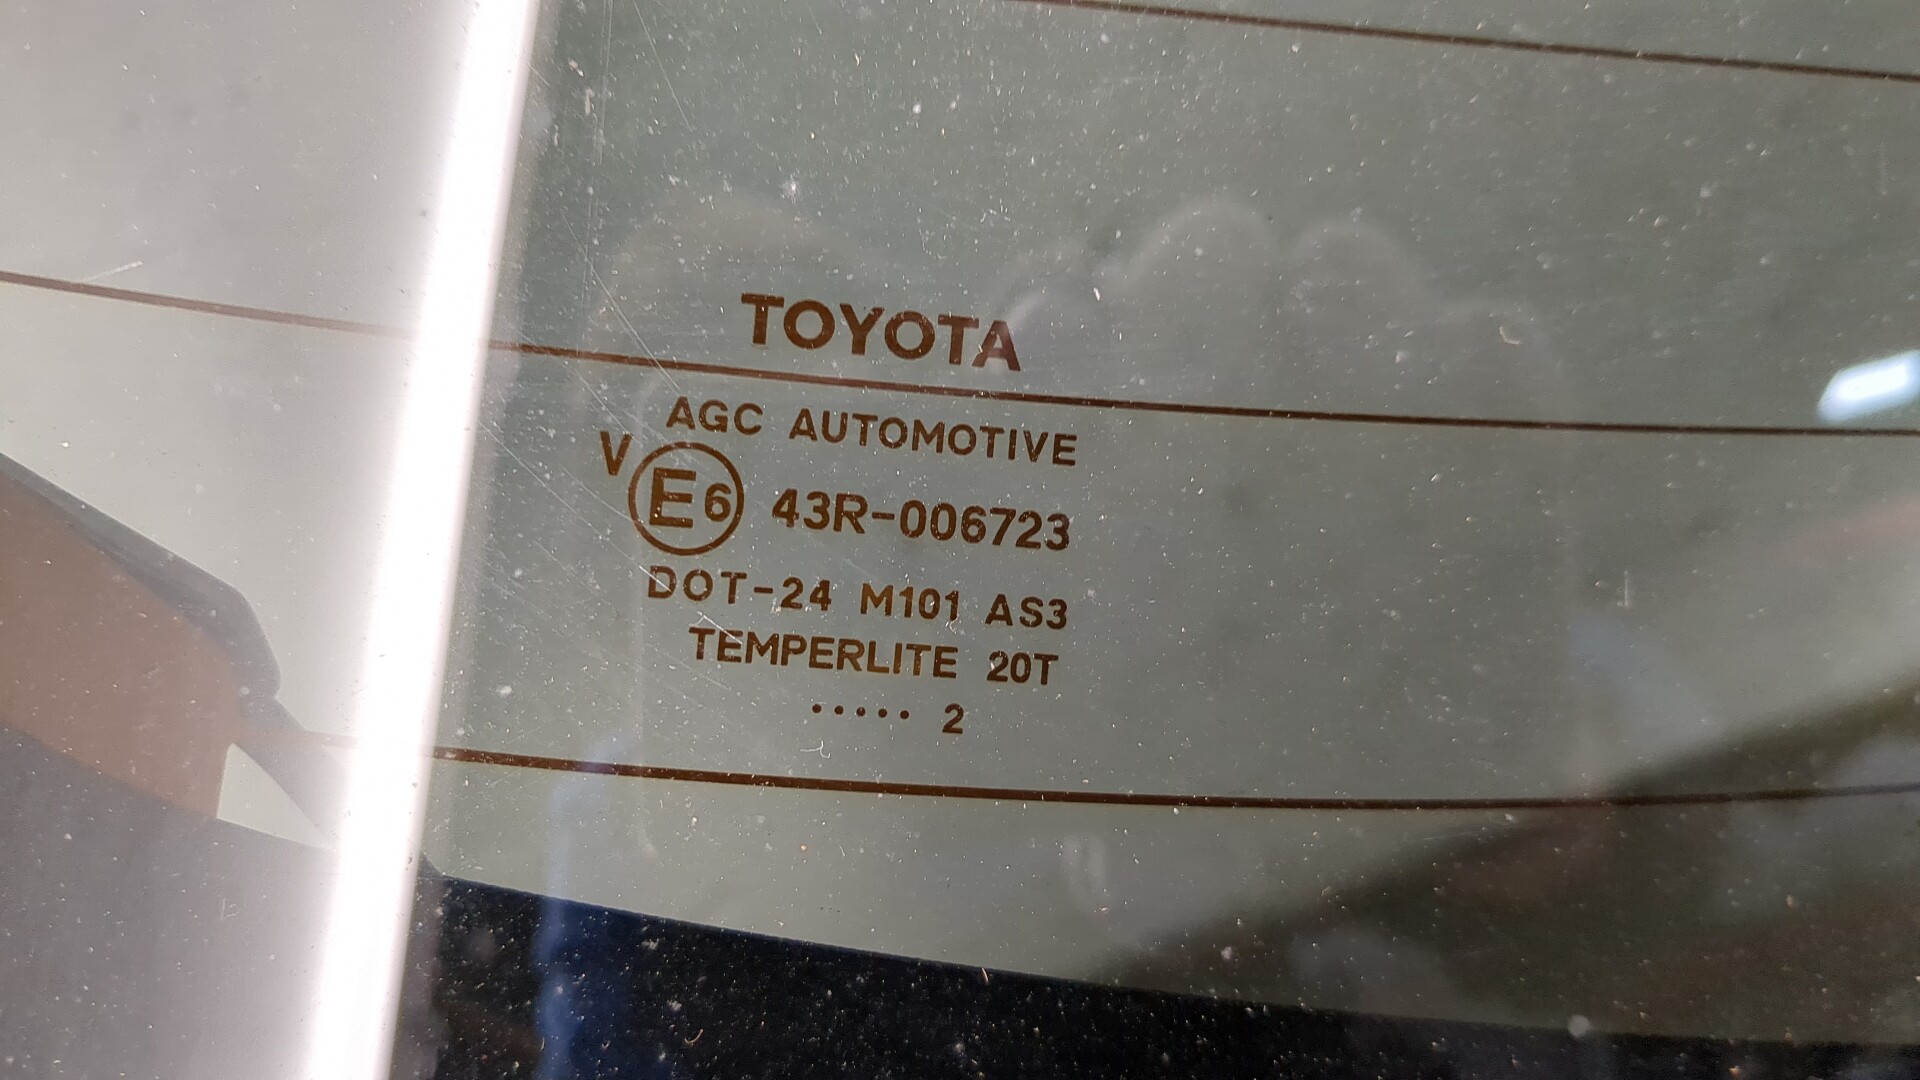 TOYOTA
AGC AUTOMOTIVE
V E6 43R-006723
DOT-24 M101 AS3
TEMPERLITE 20T
····· 2